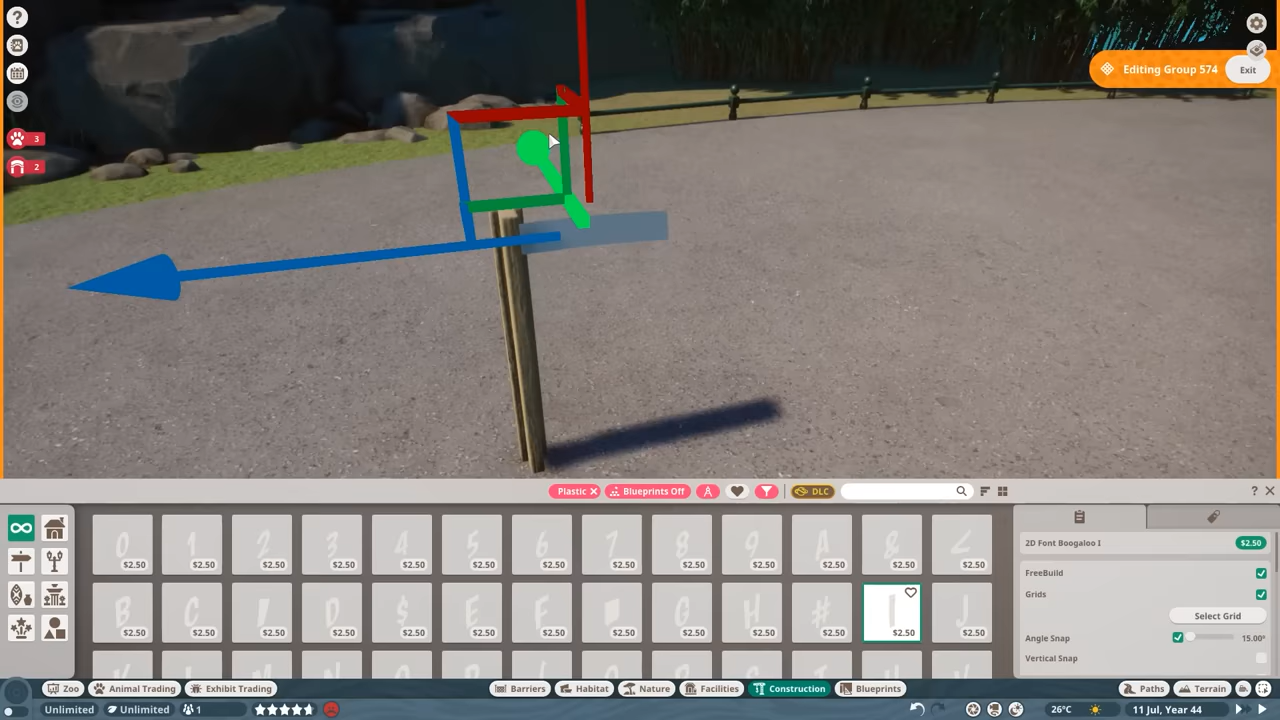 ?
Editing Group 574
Exit
3
2
Plastic ✕
Blueprints Off
DLC
?
0 $2.50
1 $2.50
2 $2.50
3 $2.50
4 $2.50
5 $2.50
6 $2.50
7 $2.50
8 $2.50
9 $2.50
A $2.50
& $2.50
$2.50
B $2.50
C $2.50
$2.50
D $2.50
$ $2.50
E $2.50
F $2.50
$2.50
G $2.50
H $2.50
# $2.50
I $2.50
J $2.50
2D Font Boogaloo I
$2.50
FreeBuild
Grids
Select Grid
Angle Snap
15.00°
Vertical Snap
Zoo
Animal Trading
Exhibit Trading
Barriers
Habitat
Nature
Facilities
Construction
Blueprints
Paths
Terrain
Unlimited
Unlimited
1
26°C
11 Jul, Year 44